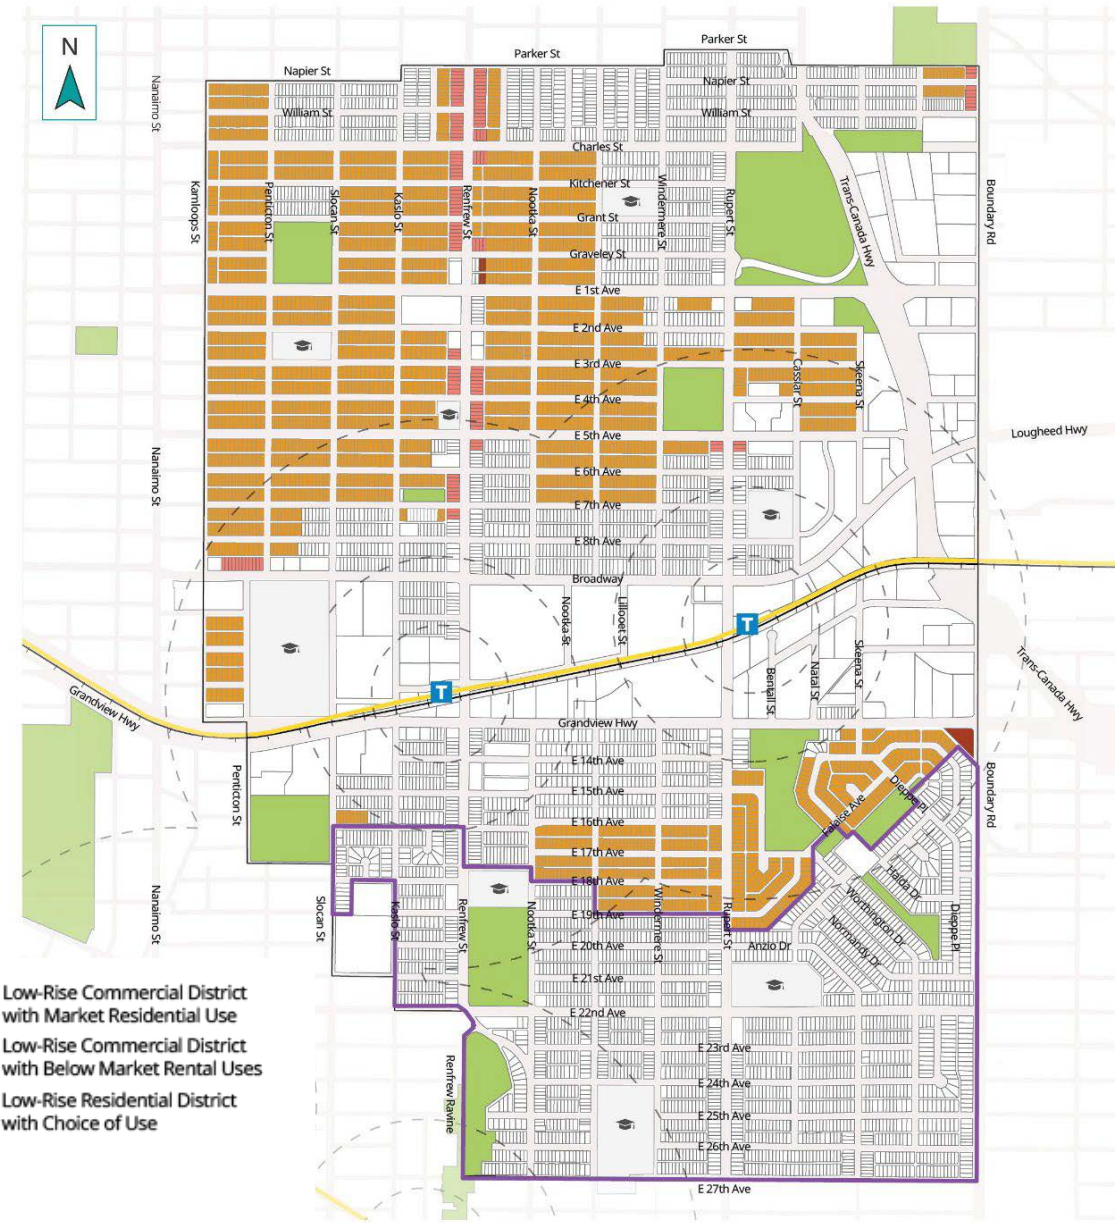 N
Parker St
Parker St
Napier St
Napier St
William St
William St
Nanaimo St
Charles St
Kitchener St
Kamloops St
Penticton St
Slocan St
Kaslo St
Renfrew St
Nootka St
Windermere St
Rupert St
Trans-Canada Hwy
Boundary Rd
Grant St
Graveley St
E 1st Ave
E 2nd Ave
E 3rd Ave
Cassiar St
Skeena St
E 4th Ave
E 5th Ave
Lougheed Hwy
Nanaimo St
E 6th Ave
E 7th Ave
E 8th Ave
Broadway
Nootka St
Lillooet St
T
Bental St
Natal St
Skeena St
Trans-Canada Hwy
T
Grandview Hwy
Grandview Hwy
E 14th Ave
Penticton St
E 15th Ave
Dieppe Pl
Boundary Rd
Falaise Ave
E 16th Ave
E 17th Ave
E 18th Ave
Haida Dr
Nanaimo St
Slocan St
Kaslo St
Renfrew St
Nootka St
E 19th Ave
Windermere St
Rupert St
Worthington Dr
Normandy Dr
Dieppe Pl
E 20th Ave
Anzio Dr
E 21st Ave
E 22nd Ave
Low-Rise Commercial District
with Market Residential Use
Low-Rise Commercial District
with Below Market Rental Uses
Low-Rise Residential District
with Choice of Use
Renfrew Ravine
E 23rd Ave
E 24th Ave
E 25th Ave
E 26th Ave
E 27th Ave